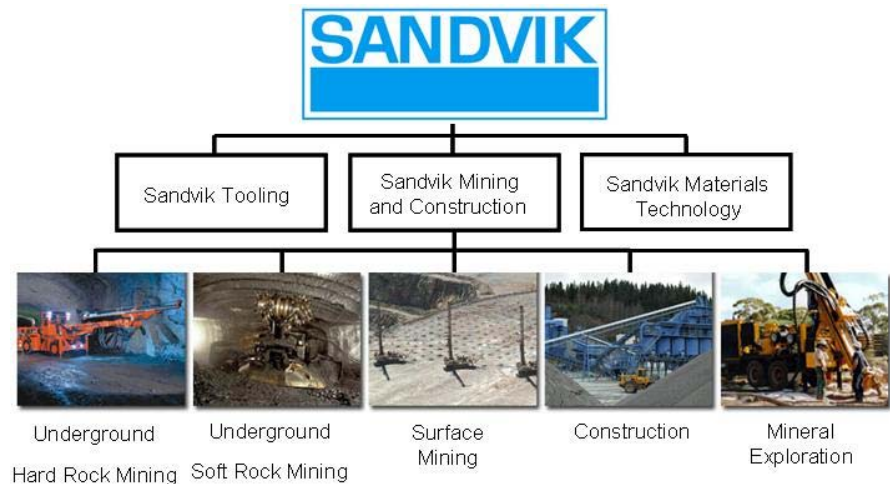 SANDVIK
Sandvik Tooling
Sandvik Mining
and Construction
Sandvik Materials
Technology
Underground
Hard Rock Mining
Underground
Soft Rock Mining
Surface
Mining
Construction
Mineral
Exploration